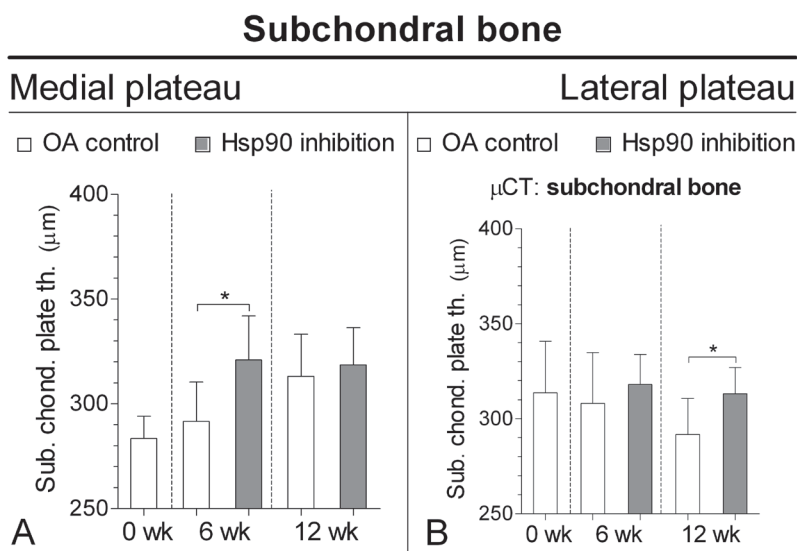 Subchondral bone
Medial plateau
Lateral plateau
OA control Hsp90 inhibition
OA control Hsp90 inhibition
Sub. chond. plate th. (µm)
400
350
300
250
*
0 wk 6 wk 12 wk
A
µCT: subchondral bone
Sub. chond. plate th. (µm)
400
350
300
250
*
0 wk 6 wk 12 wk
B